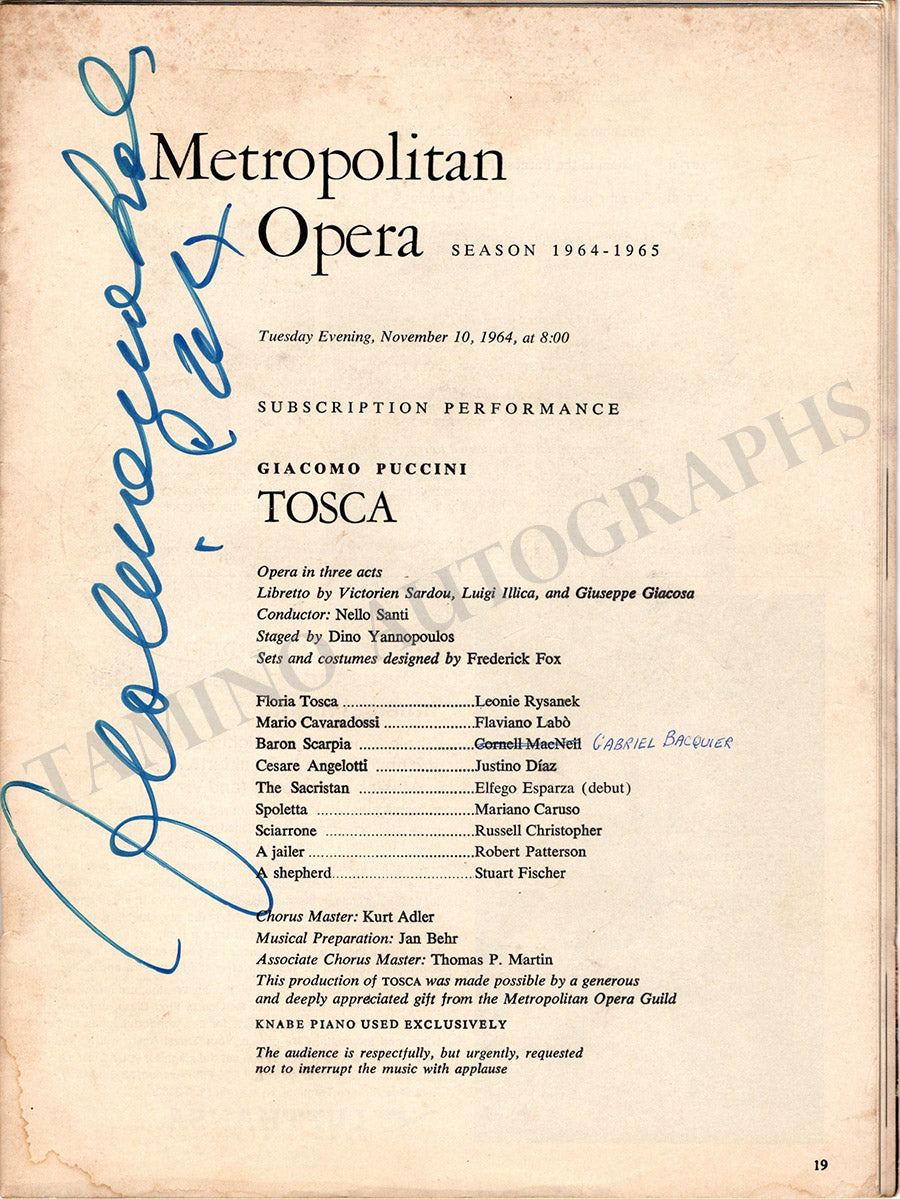 Metropolitan
Opera SEASON 1964-1965
Tuesday Evening, November 10, 1964, at 8:00
SUBSCRIPTION PERFORMANCE
GIACOMO PUCCINI
TOSCA
Opera in three acts
Libretto by Victorien Sardou, Luigi Illica, and Giuseppe Giacosa
Conductor: Nello Santi
Staged by Dino Yannopoulos
Sets and costumes designed by Frederick Fox
Floria Tosca ................................Leonie Rysanek
Mario Cavaradossi ......................Flaviano Labò
Baron Scarpia ............................Cornell MacNeil GABRIEL BACQUIER
Cesare Angelotti ........................Justino Díaz
The Sacristan ............................Elfego Esparza (debut)
Spoletta ......................................Mariano Caruso
Sciarrone ....................................Russell Christopher
A jailer ........................................Robert Patterson
A shepherd..................................Stuart Fischer
Chorus Master: Kurt Adler
Musical Preparation: Jan Behr
Associate Chorus Master: Thomas P. Martin
This production of TOSCA was made possible by a generous
and deeply appreciated gift from the Metropolitan Opera Guild
KNABE PIANO USED EXCLUSIVELY
The audience is respectfully, but urgently, requested
not to interrupt the music with applause
19
TAMINO AUTOGRAPHS